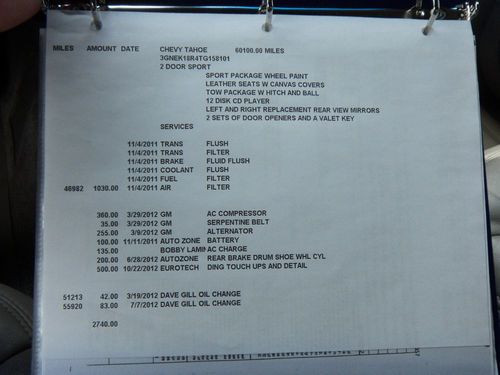 MILES AMOUNT DATE CHEVY TAHOE 60100.00 MILES
3GNEK18R4TG158101
2 DOOR SPORT
SPORT PACKAGE WHEEL PAINT
LEATHER SEATS W CANVAS COVERS
TOW PACKAGE W HITCH AND BALL
12 DISK CD PLAYER
LEFT AND RIGHT REPLACEMENT REAR VIEW MIRRORS
2 SETS OF DOOR OPENERS AND A VALET KEY
SERVICES
11/4/2011 TRANS FLUSH
11/4/2011 TRANS FILTER
11/4/2011 BRAKE FLUID FLUSH
11/4/2011 COOLANT FLUSH
11/4/2011 FUEL FILTER
46982 1030.00 11/4/2011 AIR FILTER
360.00 3/29/2012 GM AC COMPRESSOR
35.00 3/29/2012 GM SERPENTINE BELT
255.00 3/9/2012 GM ALTERNATOR
100.00 11/11/2011 AUTO ZONE BATTERY
135.00 BOBBY LAMIN AC CHARGE
200.00 6/28/2012 AUTOZONE REAR BRAKE DRUM SHOE WHL CYL
500.00 10/22/2012 EUROTECH DING TOUCH UPS AND DETAIL
51213 42.00 3/19/2012 DAVE GILL OIL CHANGE
55920 83.00 7/7/2012 DAVE GILL OIL CHANGE
2740.00